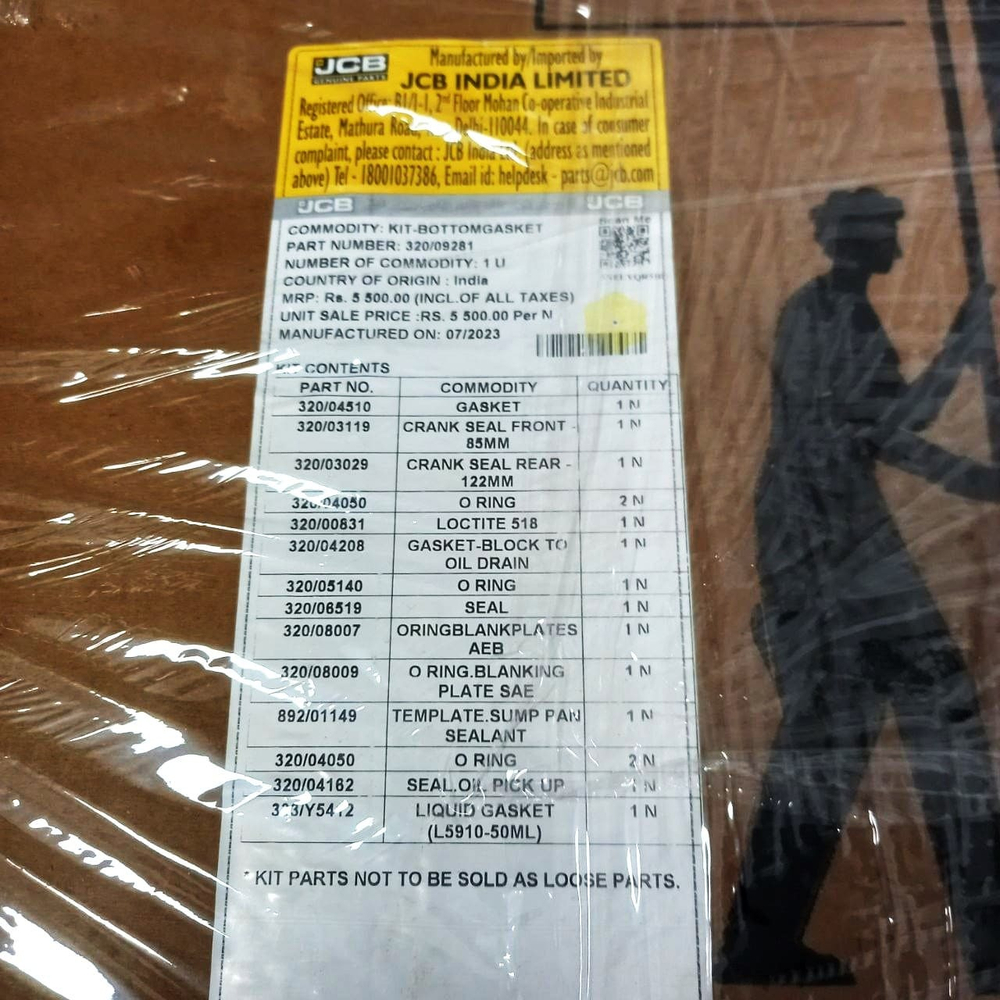 JCB
GENUINE PARTS
Manufactured by/Imported by
JCB INDIA LIMITED
Registered Office: B1/I-1, 2nd Floor Mohan Co-operative Industrial
Estate, Mathura Road, Delhi-110044. In case of consumer
complaint, please contact : JCB India address as mentioned
above) Tel - 18001037386, Email id: helpdesk - parts@jcb.com
JCB JCB
Scan Me
COMMODITY: KIT-BOTTOMGASKET
PART NUMBER: 320/09281
NUMBER OF COMMODITY: 1 U
COUNTRY OF ORIGIN : India
MRP: Rs. 5 500.00 (INCL.OF ALL TAXES)
UNIT SALE PRICE :RS. 5 500.00 Per N
MANUFACTURED ON: 07/2023
KIT CONTENTS
PART NO. COMMODITY QUANTITY
320/04510 GASKET 1 N
320/03119 CRANK SEAL FRONT - 1 N
85MM
320/03029 CRANK SEAL REAR - 1 N
122MM
320/04050 O RING 2 N
320/00831 LOCTITE 518 1 N
320/04208 GASKET-BLOCK TO 1 N
OIL DRAIN
320/05140 O RING 1 N
320/06519 SEAL 1 N
320/08007 ORINGBLANKPLATES 1 N
AEB
320/08009 O RING.BLANKING 1 N
PLATE SAE
892/01149 TEMPLATE.SUMP PAN 1 N
SEALANT
320/04050 O RING 2 N
320/04162 SEAL.OIL PICK UP 1 N
333/Y5412 LIQUID GASKET 1 N
(L5910-50ML)
* KIT PARTS NOT TO BE SOLD AS LOOSE PARTS.